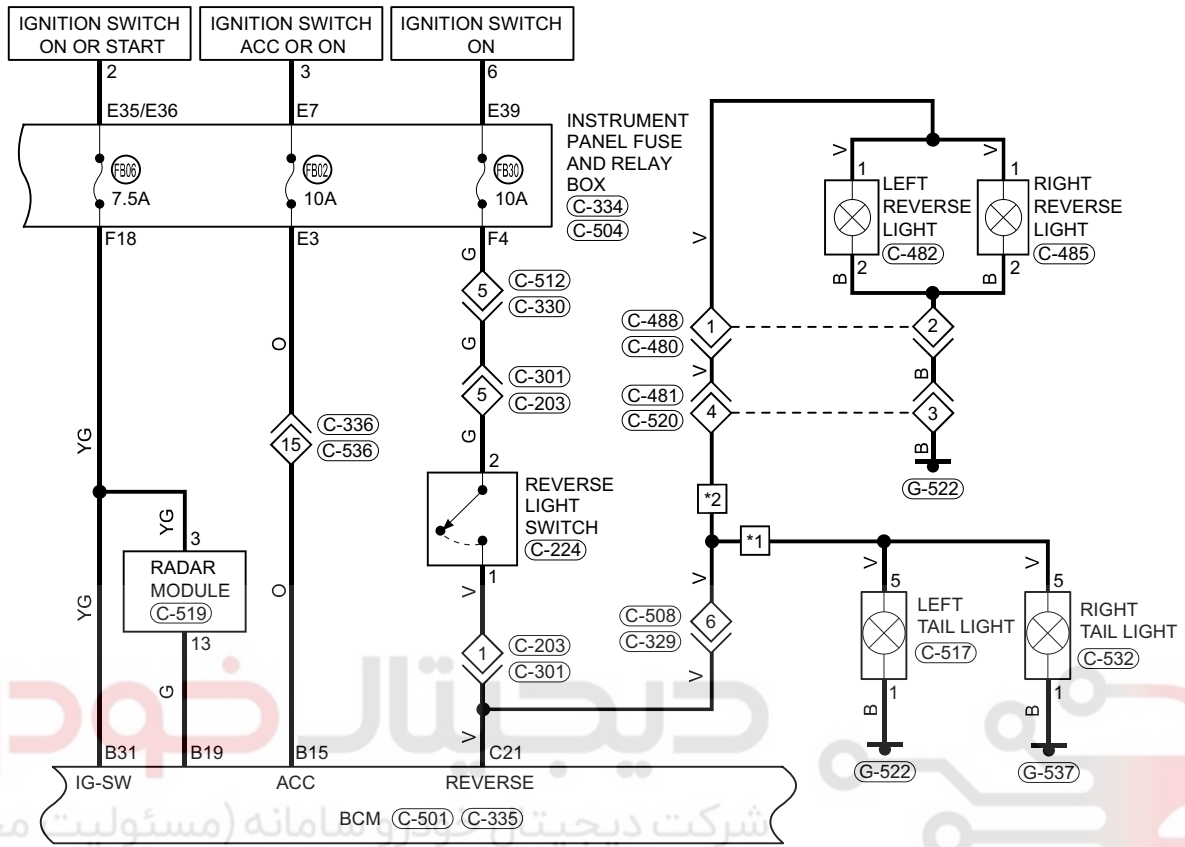 IGNITION SWITCH
ON OR START
IGNITION SWITCH
ACC OR ON
IGNITION SWITCH
ON
2
3
6
E35/E36
E7
E39
FB06
7.5A
FB02
10A
FB30
10A
INSTRUMENT
PANEL FUSE
AND RELAY
BOX
C-334
C-504
F18
E3
F4
G
5
C-512
C-330
G
5
C-301
C-203
G
O
15
C-336
C-536
YG
YG
3
RADAR
MODULE
C-519
13
YG
G
O
2
REVERSE
LIGHT
SWITCH
C-224
1
V
1
C-203
C-301
V
B31
B19
B15
C21
IG-SW
ACC
REVERSE
BCM
C-501
C-335
V
V
1
LEFT
REVERSE
LIGHT
C-482
2
B
V
1
RIGHT
REVERSE
LIGHT
C-485
2
B
C-488
C-480
1
2
V
B
C-481
C-520
4
3
B
G-522
*2
*1
V
C-508
C-329
6
V
V
5
LEFT
TAIL LIGHT
C-517
1
B
G-522
V
5
RIGHT
TAIL LIGHT
C-532
1
B
G-537
دیجیتال خودرو
شرکت دیجیتال خودرو سامانه (مسئولیت